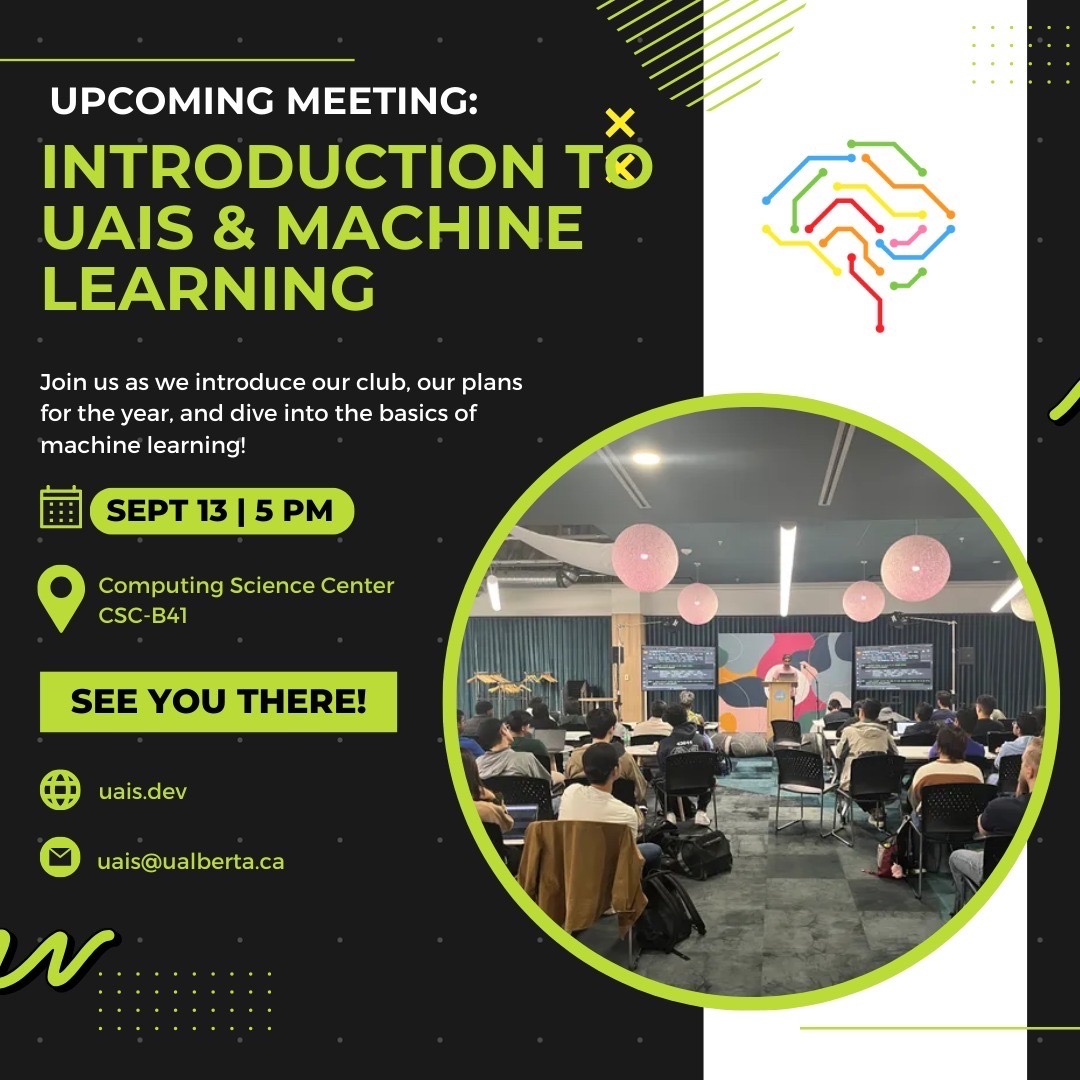 UPCOMING MEETING:
INTRODUCTION TO
UAIS & MACHINE
LEARNING
Join us as we introduce our club, our plans
for the year, and dive into the basics of
machine learning!
SEPT 13 | 5 PM
Computing Science Center
CSC-B41
SEE YOU THERE!
uais.dev
uais@ualberta.ca